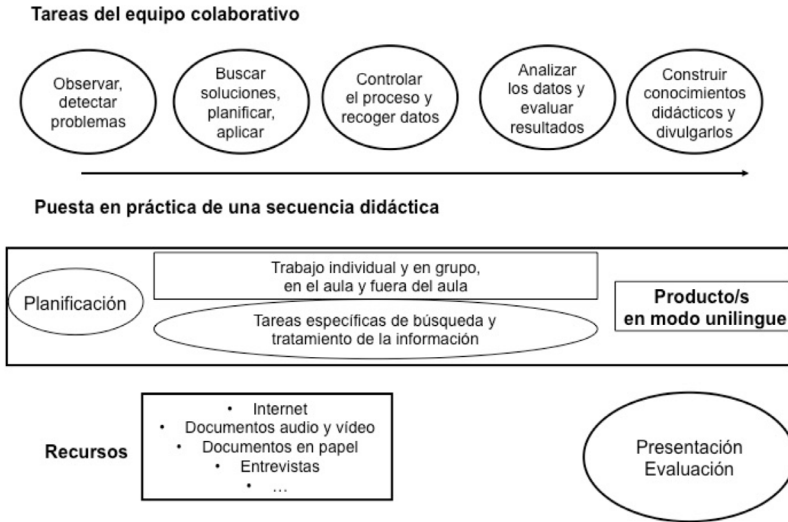 Tareas del equipo colaborativo
Observar,
detectar
problemas
Buscar
soluciones,
planificar,
aplicar
Controlar
el proceso y
recoger datos
Analizar
los datos y
evaluar
resultados
Construir
conocimientos
didácticos y
divulgarlos
Puesta en práctica de una secuencia didáctica
Planificación
Trabajo individual y en grupo,
en el aula y fuera del aula
Tareas específicas de búsqueda y
tratamiento de la información
Producto/s
en modo unilingue
Recursos
• Internet
• Documentos audio y vídeo
• Documentos en papel
• Entrevistas
• …
Presentación
Evaluación